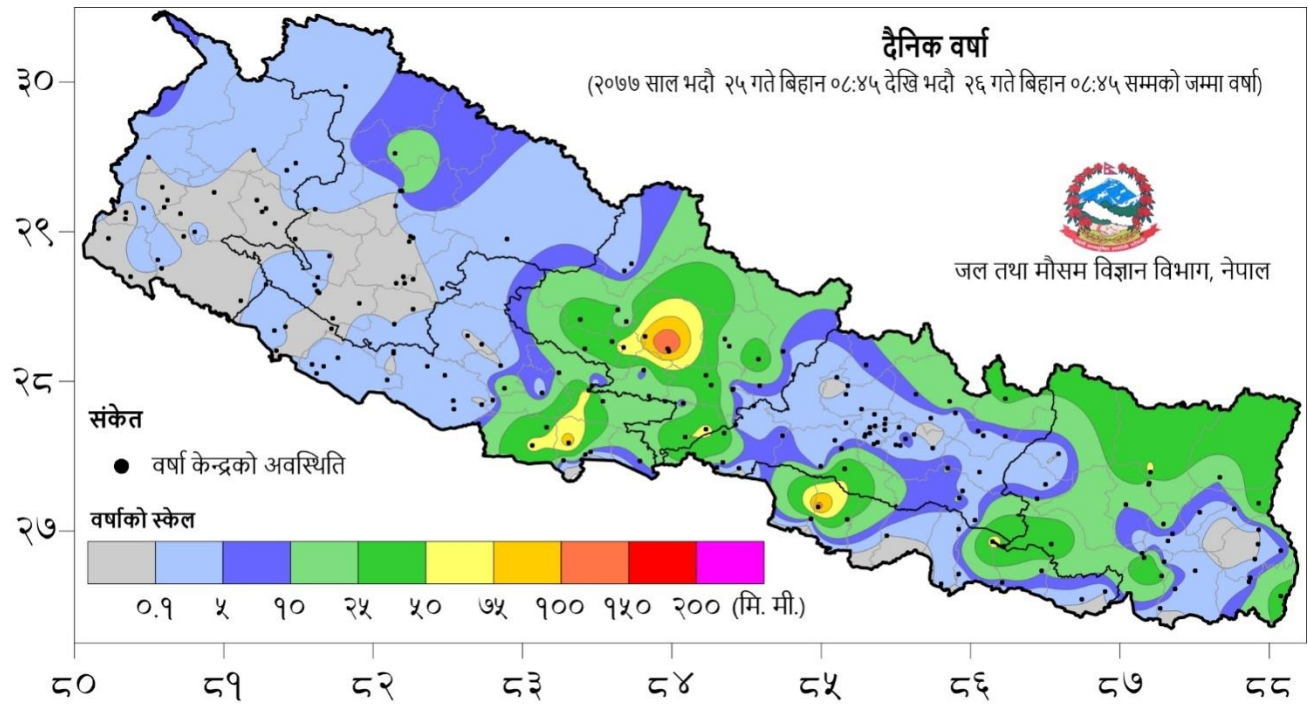 दैनिक वर्षा
(२०७७ साल भदौ २५ गते बिहान ०८:४५ देखि भदौ २६ गते बिहान ०८:४५ सम्मको जम्मा वर्षा)
जल तथा मौसम विज्ञान विभाग, नेपाल
३०
२९
२८
२७
संकेत
वर्षा केन्द्रको अवस्थिति
वर्षाको स्केल
०.१ ५ १० २५ ५० ७५ १०० १५० २०० (मि. मी.)
८० ८१ ८२ ८३ ८४ ८५ ८६ ८७ ८८